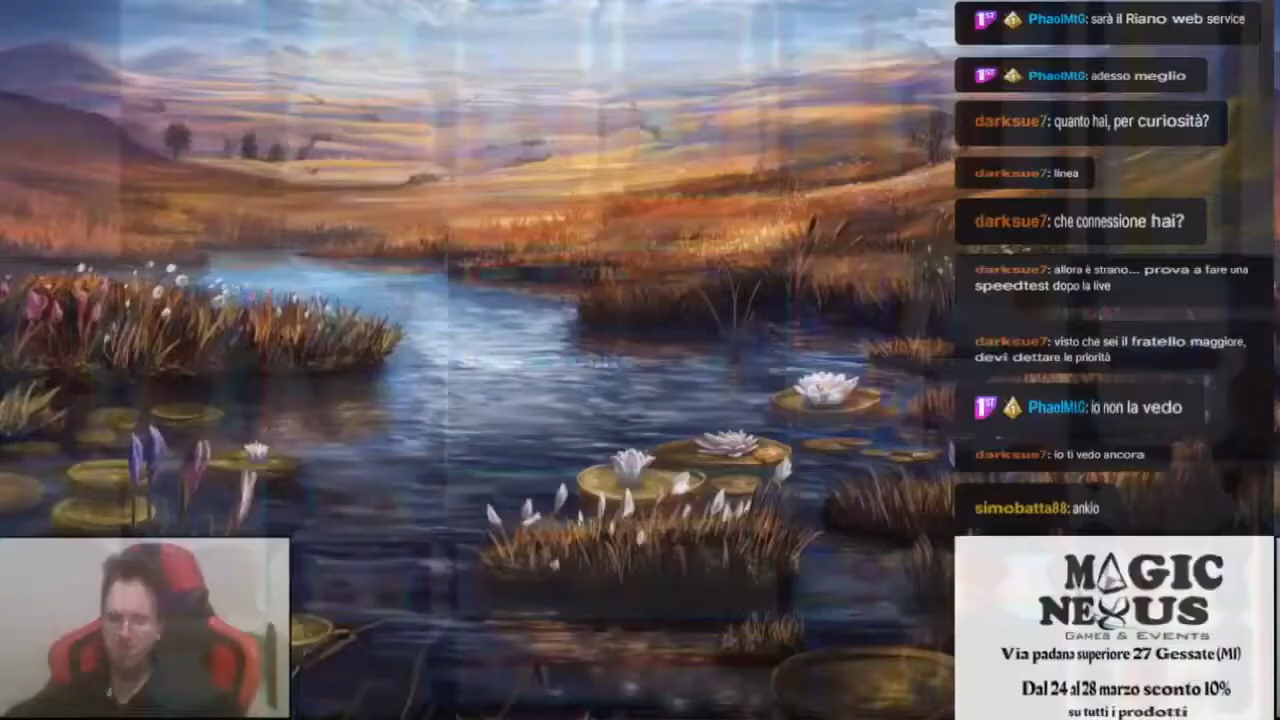 PhaolMtG: sarà il Riano web service
PhaolMtG: adesso meglio
darksue7: quanto hai, per curiosità?
darksue7: linea
darksue7: che connessione hai?
darksue7: allora è strano... prova a fare una
speedtest dopo la live
darksue7: visto che sei il fratello maggiore,
devi dettare le priorità
PhaolMtG: io non la vedo
darksue7: io ti vedo ancora
simobatta88: ankio
MAGIC
NEXUS
GAMES & EVENTS
Via padana superiore 27 Gessate (MI)
Dal 24 al 28 marzo sconto 10%
su tutti i prodotti